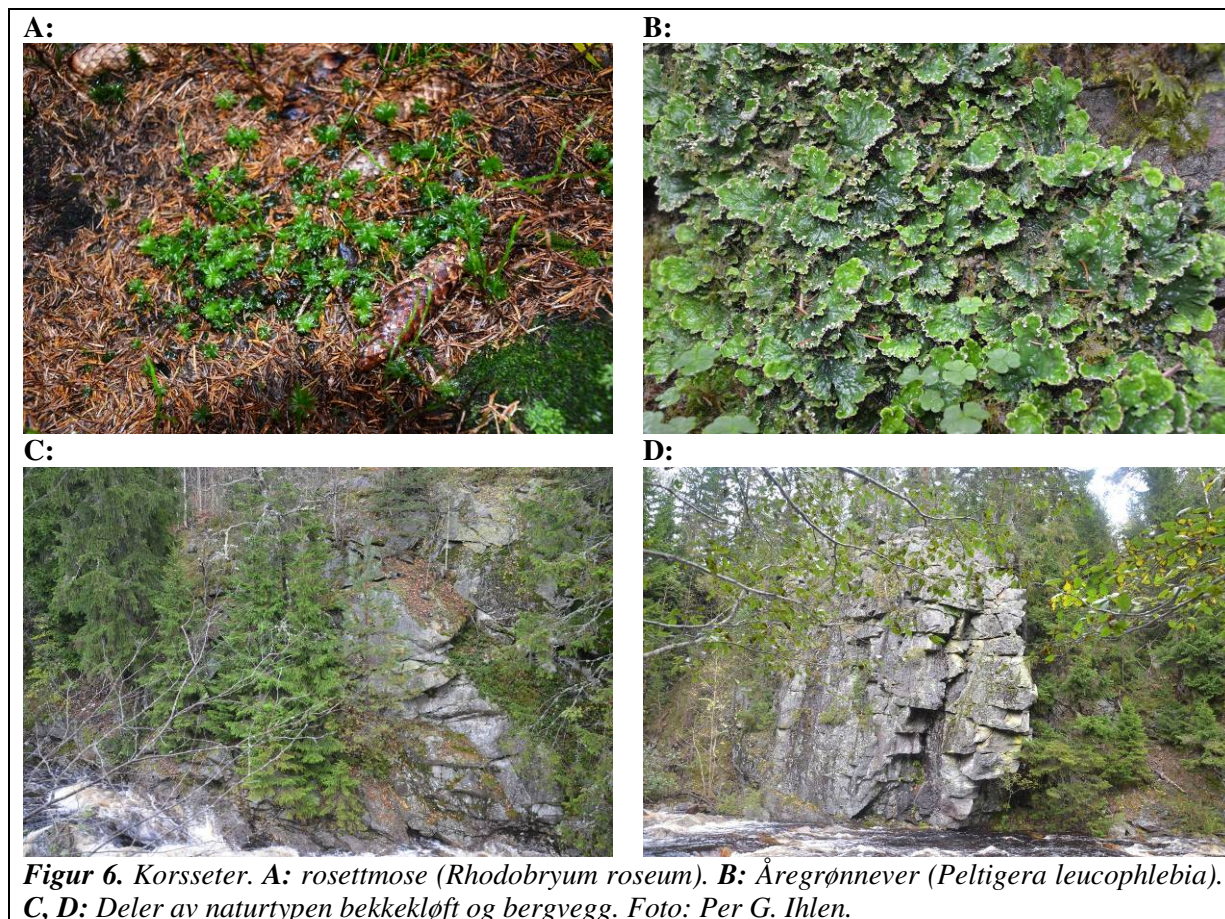 A:
B:
C:
D:
Figur 6. Korsseter. A: rosettmose (Rhodobryum roseum). B: Åregrønnever (Peltigera leucophlebia).
C, D: Deler av naturtypen bekkekløft og bergvegg. Foto: Per G. Ihlen.